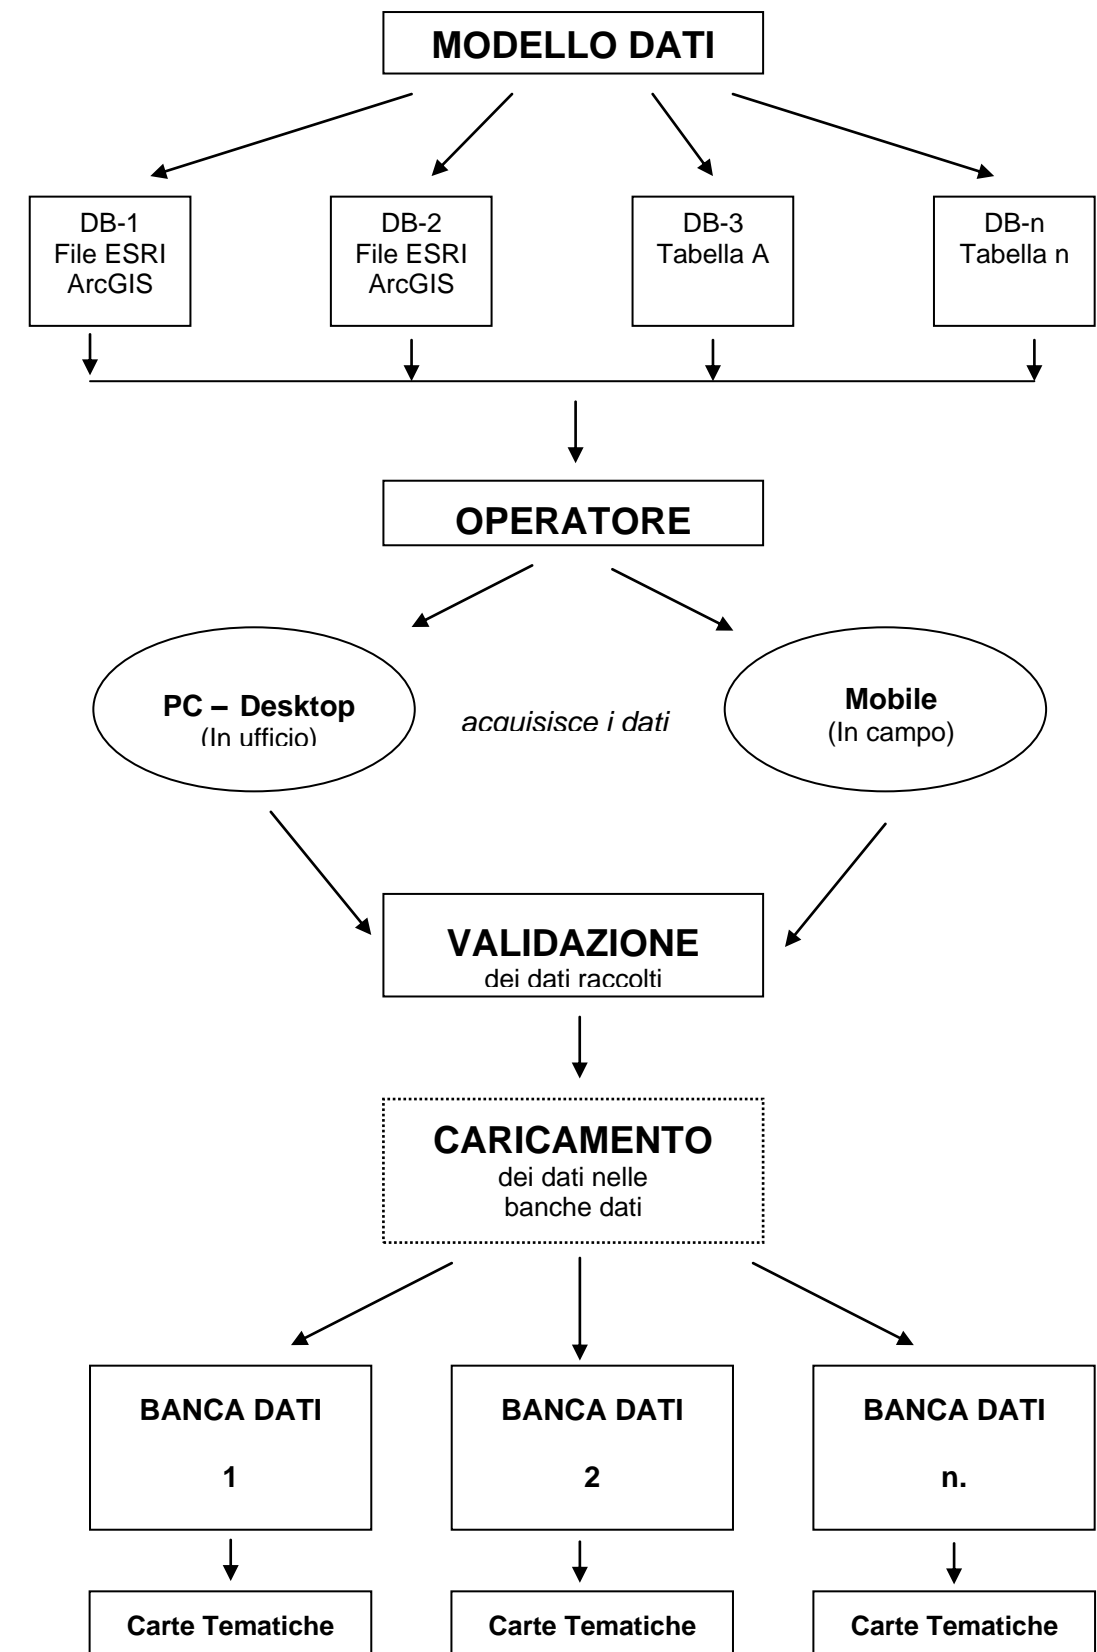 MODELLO DATI
DB-1
File ESRI
ArcGIS
DB-2
File ESRI
ArcGIS
DB-3
Tabella A
DB-n
Tabella n
OPERATORE
PC – Desktop
(In ufficio)
acquisisce i dati
Mobile
(In campo)
VALIDAZIONE
dei dati raccolti
CARICAMENTO
dei dati nelle
banche dati
BANCA DATI
1
BANCA DATI
2
BANCA DATI
n.
Carte Tematiche
Carte Tematiche
Carte Tematiche